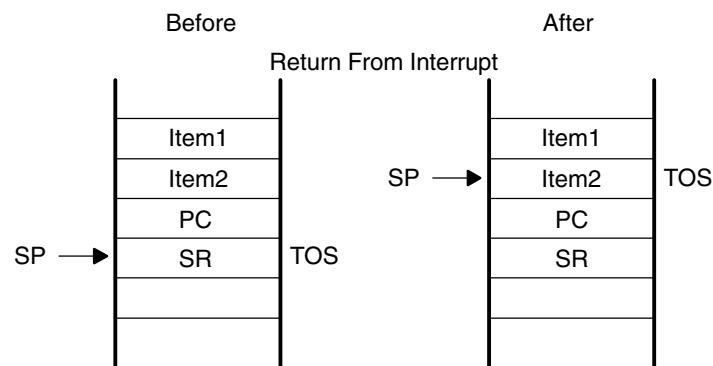 Before After
Return From Interrupt
Item1 Item1
Item2 SP Item2 TOS
PC PC
SP SR TOS SR